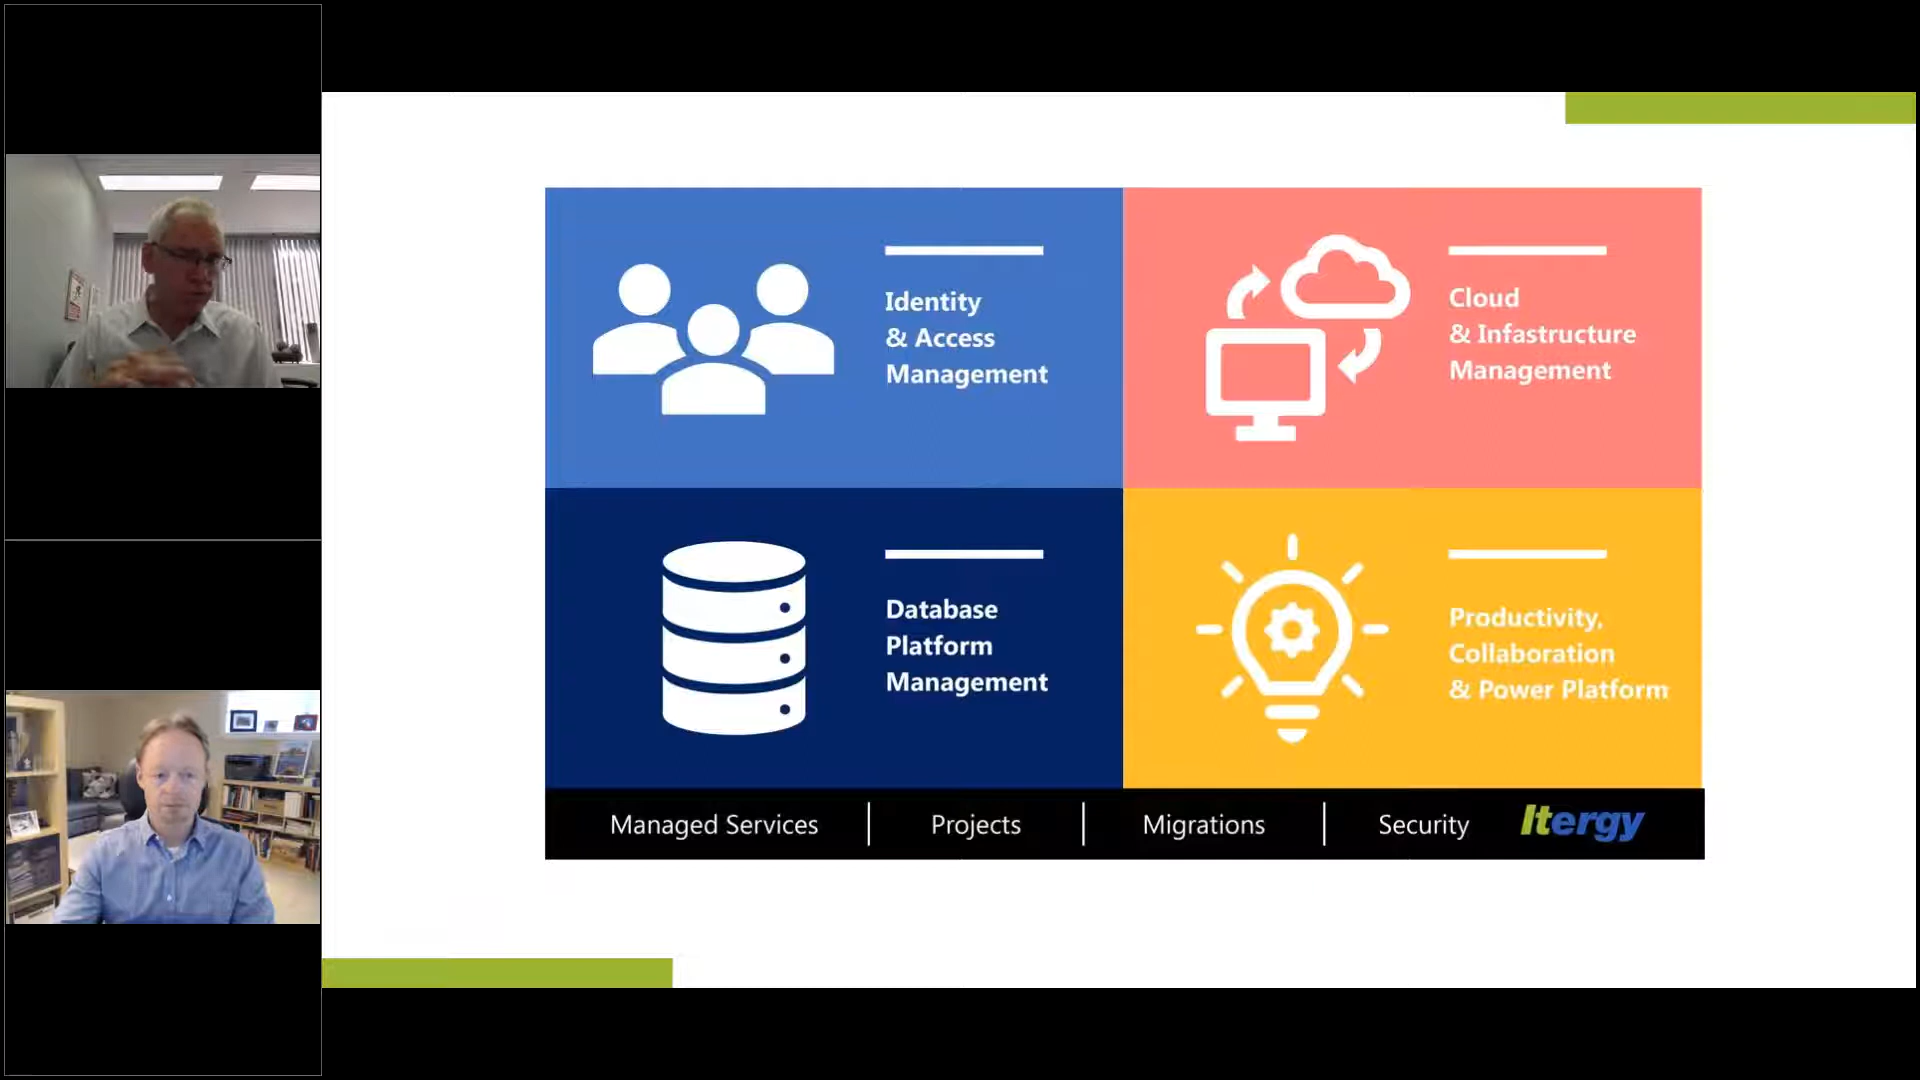 Identity
& Access
Management
Cloud
& Infastructure
Management
Database
Platform
Management
Productivity,
Collaboration
& Power Platform
Managed Services
Projects
Migrations
Security
Itergy